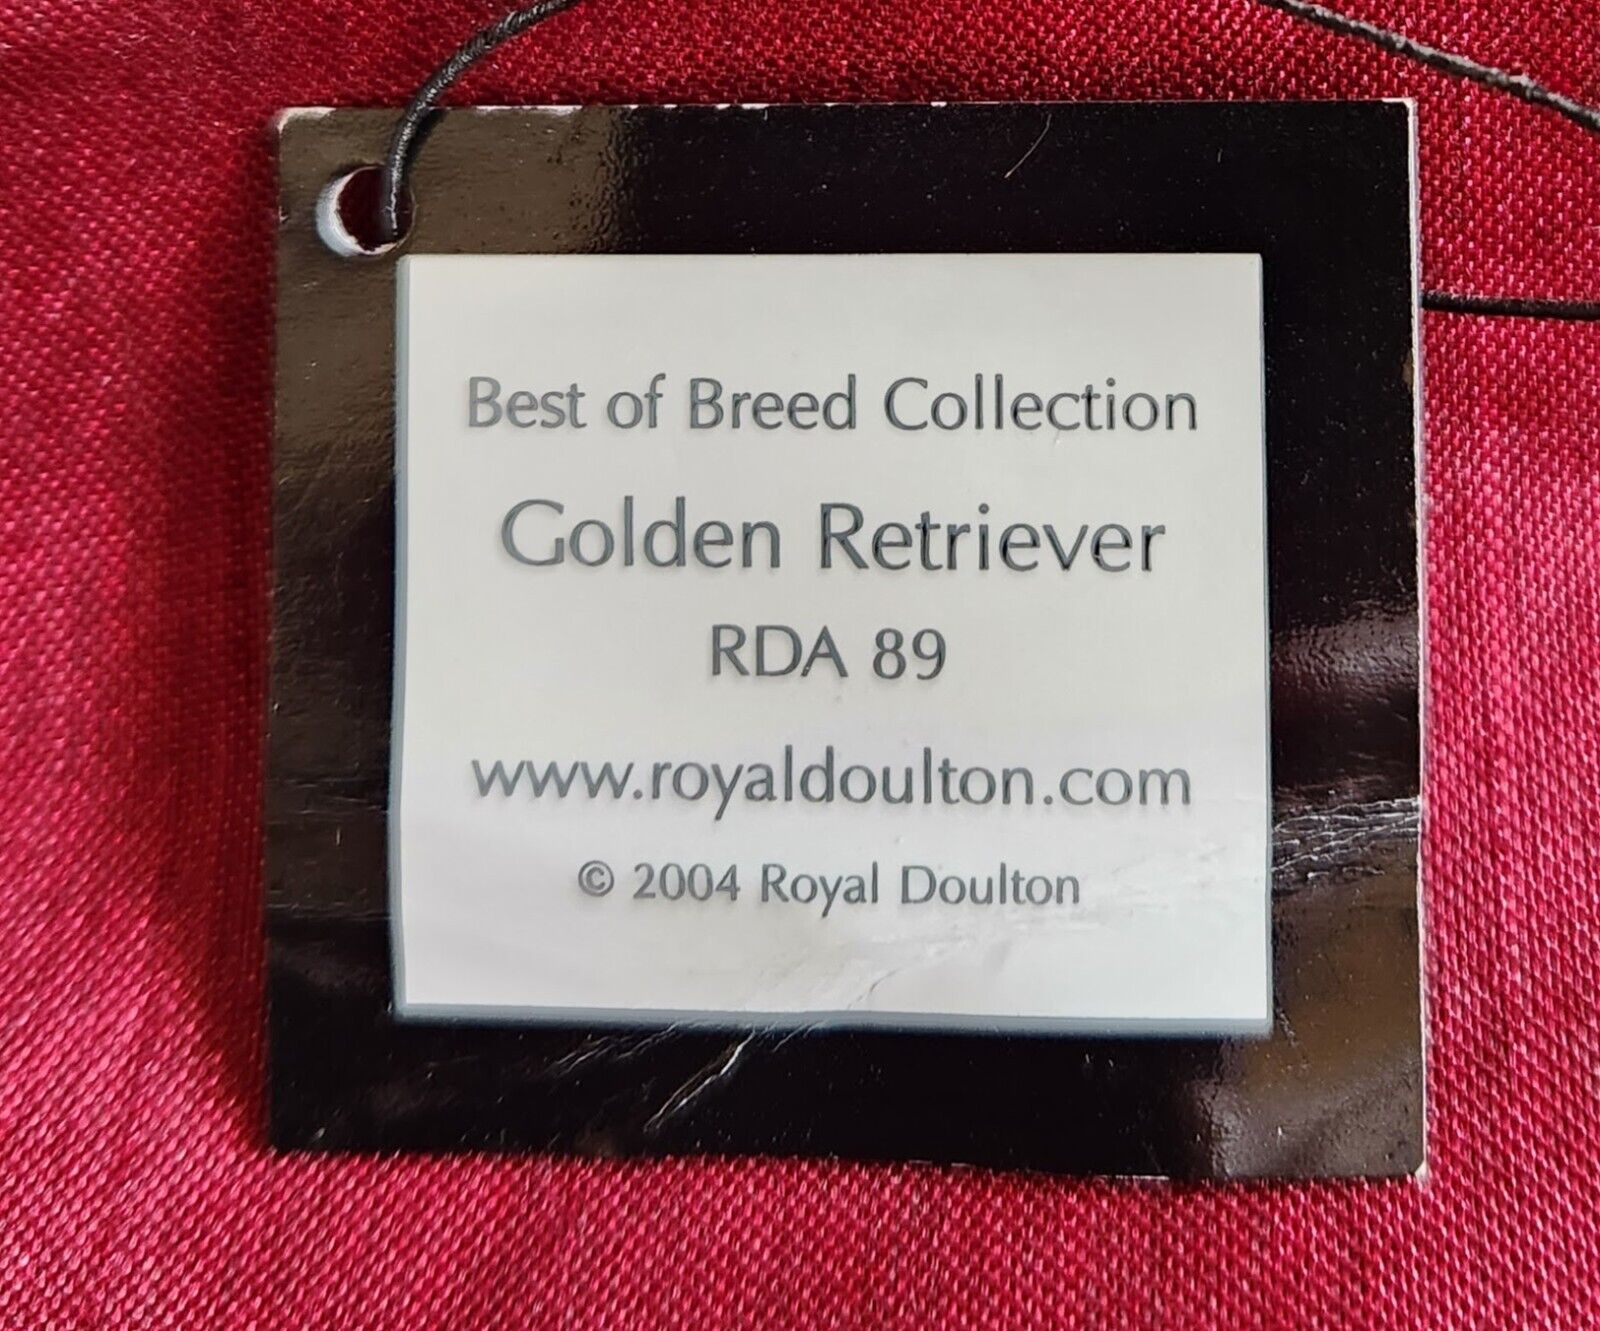 Best of Breed Collection
Golden Retriever
RDA 89
www.royaldoulton.com
© 2004 Royal Doulton